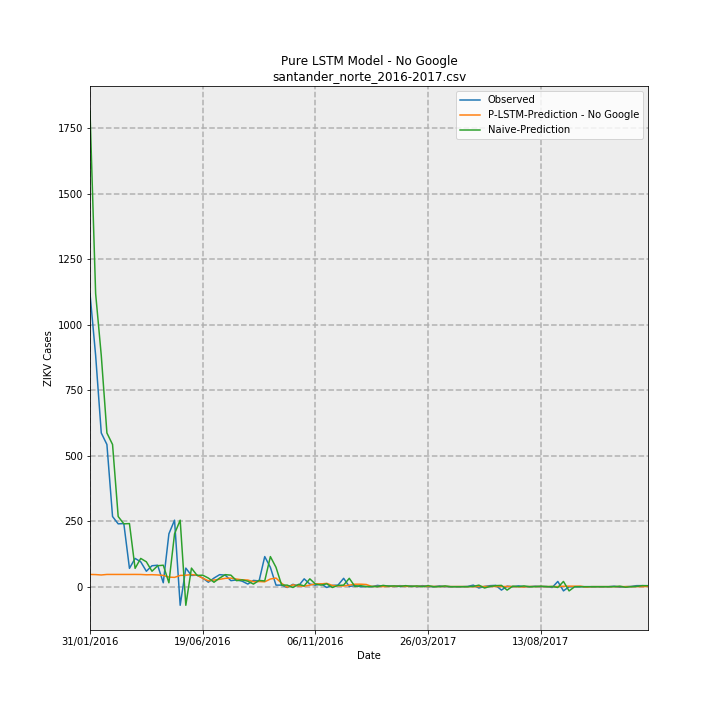 Pure LSTM Model - No Google
santander_norte_2016-2017.csv
Observed
P-LSTM-Prediction - No Google
Naive-Prediction
1750
1500
1250
1000
750
500
250
0
ZIKV Cases
31/01/2016
19/06/2016
06/11/2016
26/03/2017
13/08/2017
Date